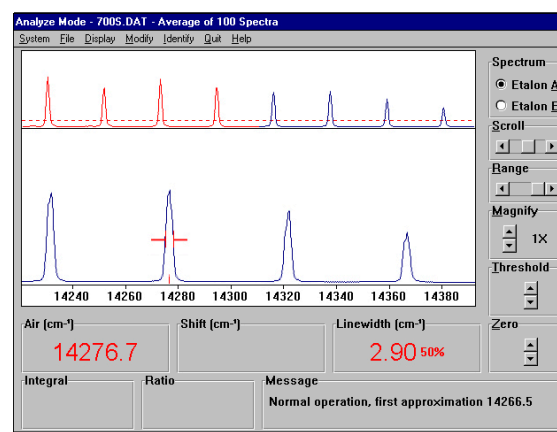 Analyze Mode - 700S.DAT - Average of 100 Spectra
System File Display Modify Identify Quit Help
Spectrum
Etalon A
Etalon B
Scroll
Range
Magnify
1X
Threshold
14240 14260 14280 14300 14320 14340 14360 14380
Air (cm⁻¹) Shift (cm⁻¹) Linewidth (cm⁻¹) Zero
14276.7 2.90 50%
Integral Ratio Message
Normal operation, first approximation 14266.5